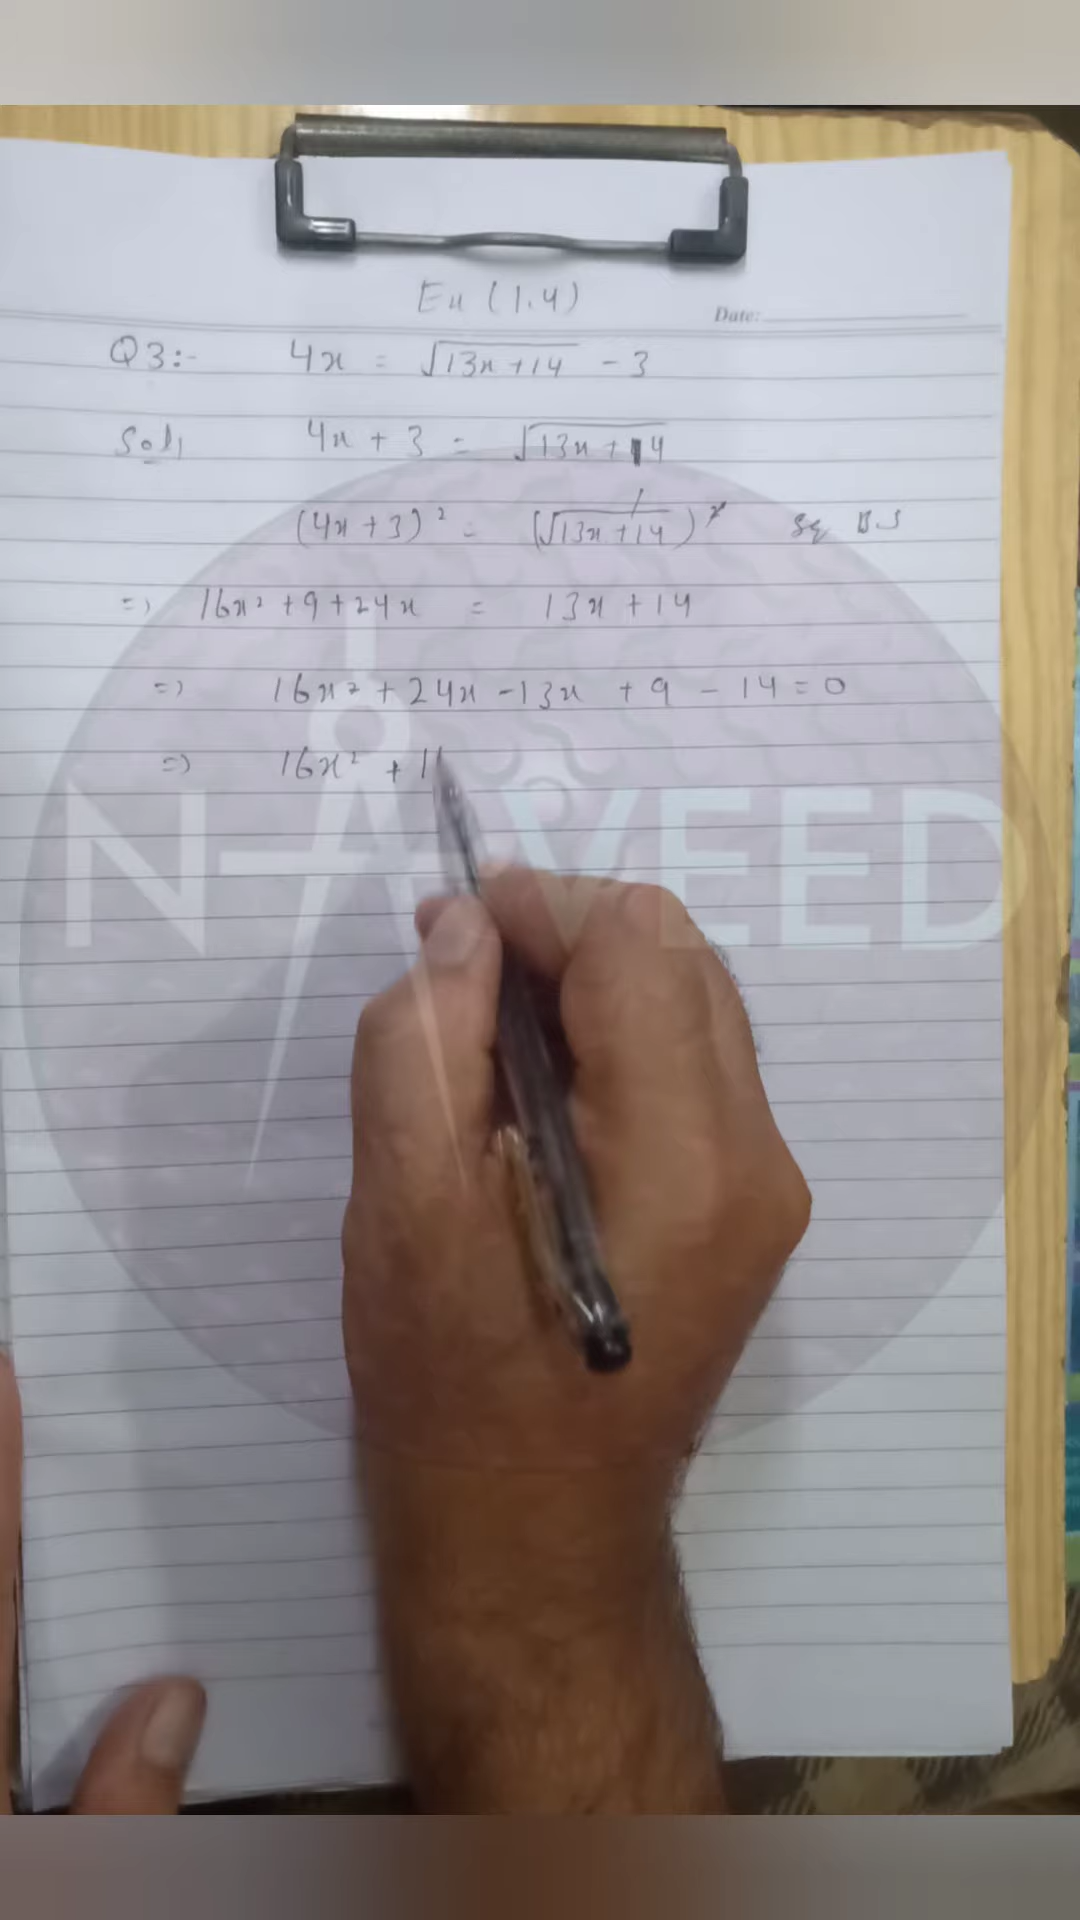 Ex (1.4)
Date:
Q3:- 4x = √13x+14 - 3
Sol, 4x + 3 = √13x+14
(4x+3)² = (√13x+14)² Sq B.S
=) 16x² +9+24x = 13x+14
=) 16x² + 24x -13x + 9 - 14 = 0
=) 16x² + 11
NAVEED